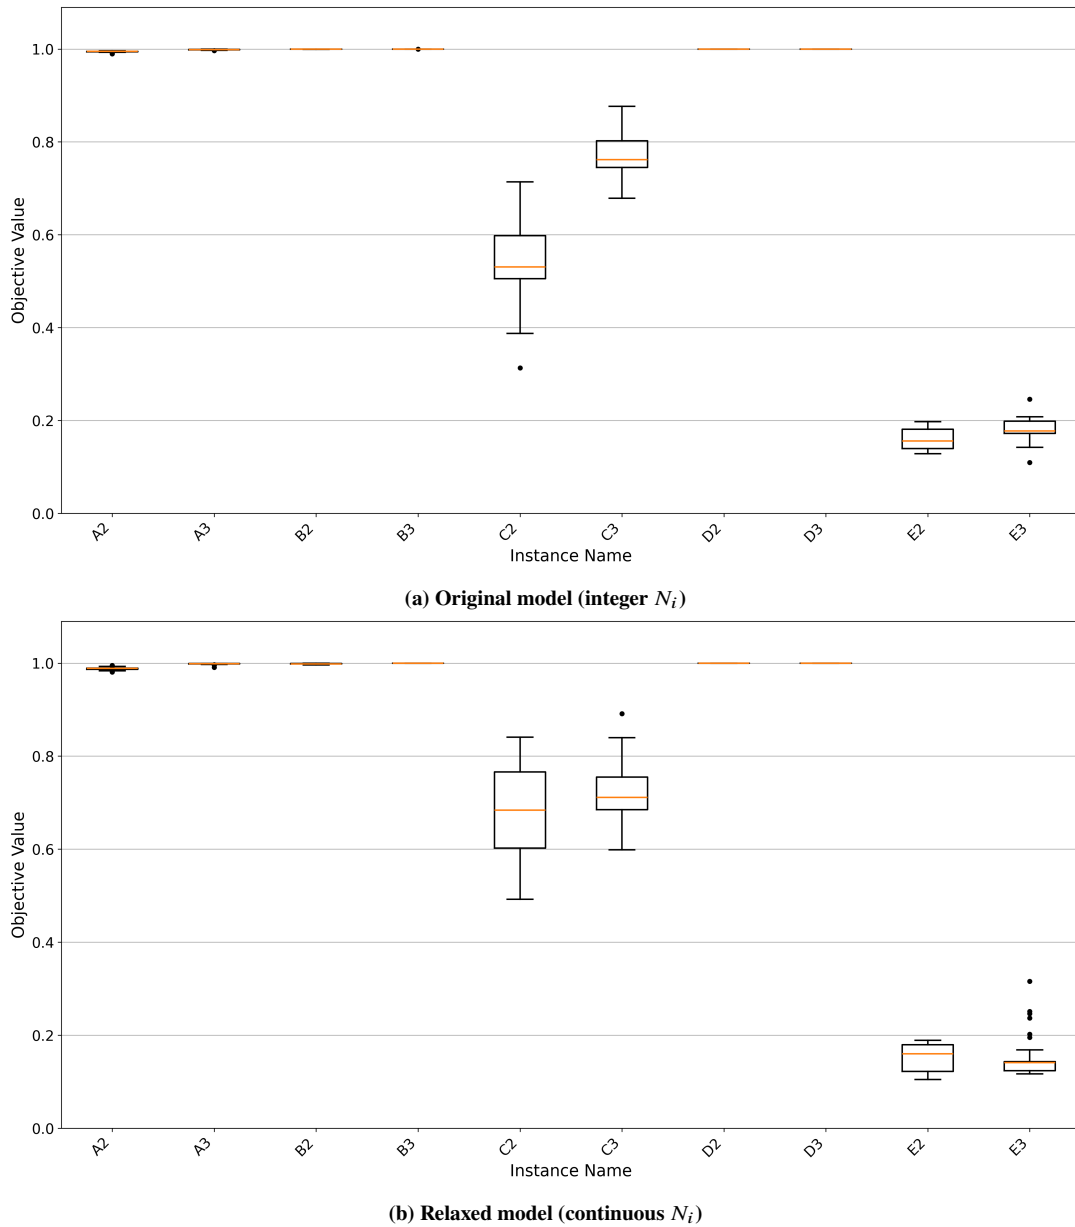 1.0
0.8
0.6
0.4
0.2
0.0
Objective Value
A2 A3 B2 B3 C2 C3 D2 D3 E2 E3
Instance Name
(a) Original model (integer N_i)
1.0
0.8
0.6
0.4
0.2
0.0
Objective Value
A2 A3 B2 B3 C2 C3 D2 D3 E2 E3
Instance Name
(b) Relaxed model (continuous N_i)